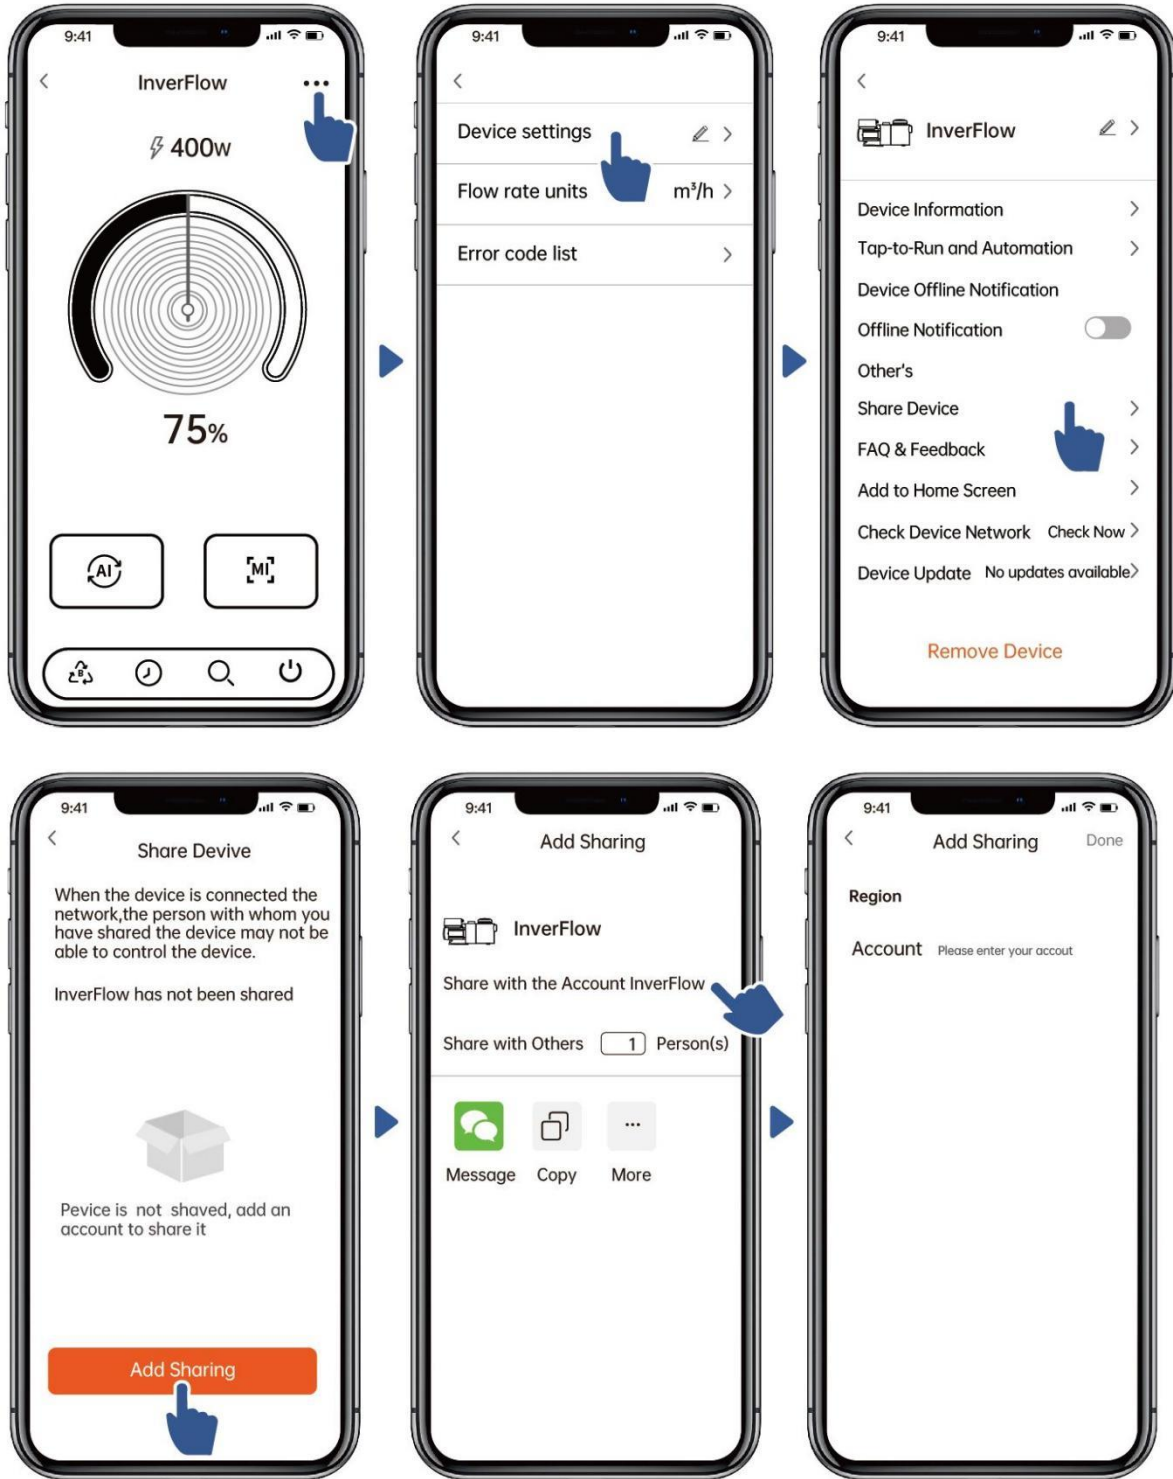 9:41
InverFlow
400w
75%
AI
MI
B
9:41
Device settings
Flow rate units m³/h
Error code list
9:41
InverFlow
Device Information
Tap-to-Run and Automation
Device Offline Notification
Offline Notification
Other's
Share Device
FAQ & Feedback
Add to Home Screen
Check Device Network Check Now
Device Update No updates available
Remove Device
9:41
Share Devive
When the device is connected the
network,the person with whom you
have shared the device may not be
able to control the device.
InverFlow has not been shared
Pevice is not shaved, add an
account to share it
Add Sharing
9:41
Add Sharing
InverFlow
Share with the Account InverFlow
Share with Others 1 Person(s)
Message Copy More
9:41
Add Sharing Done
Region
Account Please enter your accout